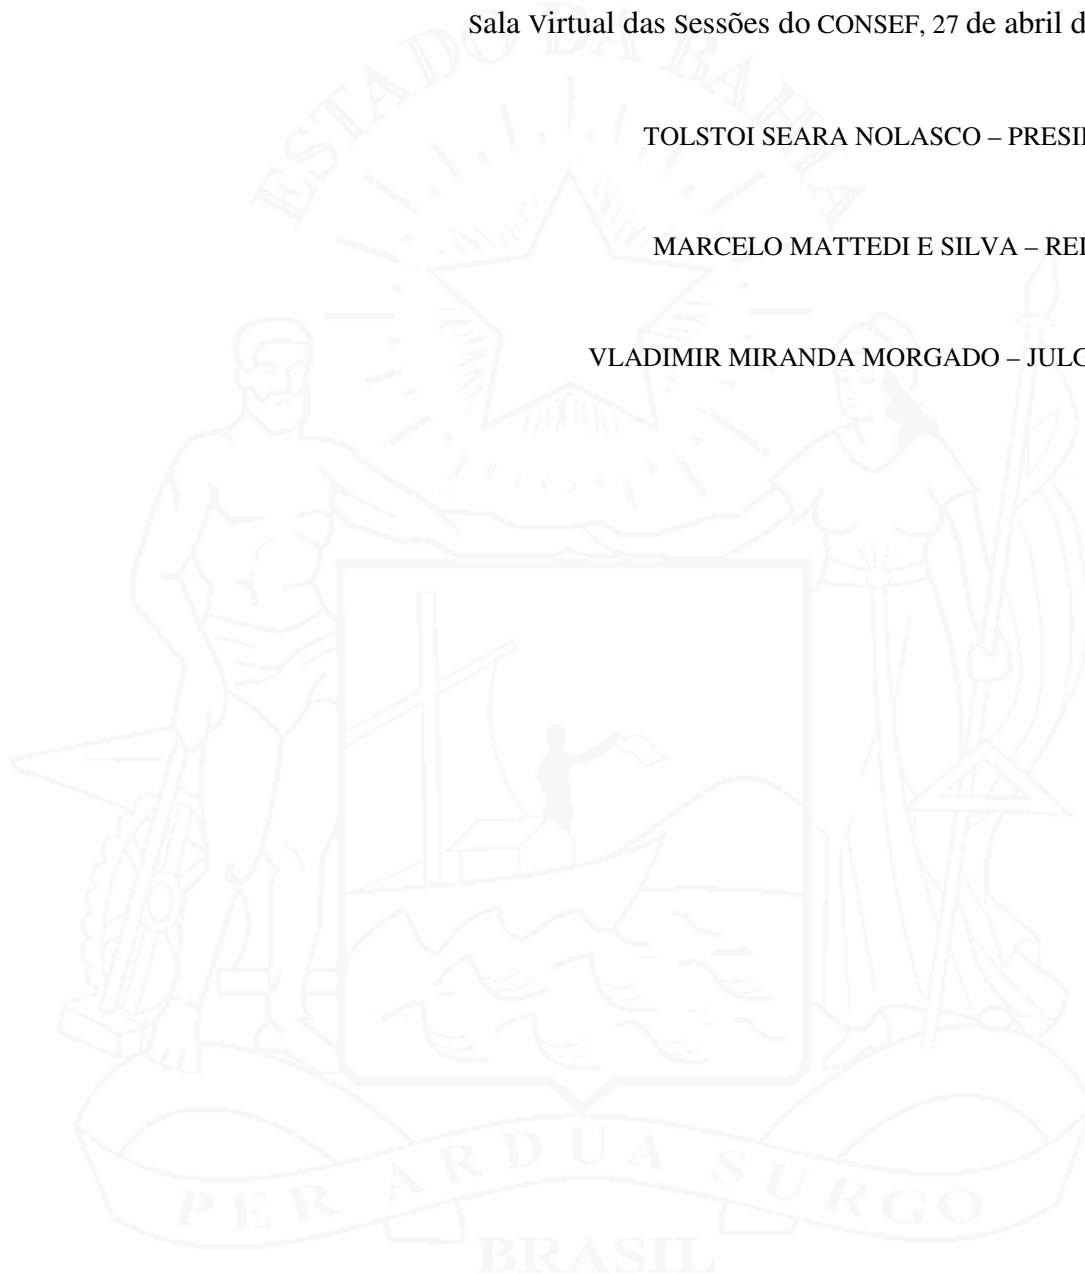 Sala Virtual das Sessões do CONSEF, 27 de abril d
TOLSTOI SEARA NOLASCO – PRESI
MARCELO MATTEDI E SILVA – RE
VLADIMIR MIRANDA MORGADO – JULG
ESTADO DA BAHIA
PER ARDUA SURGO
BRASIL